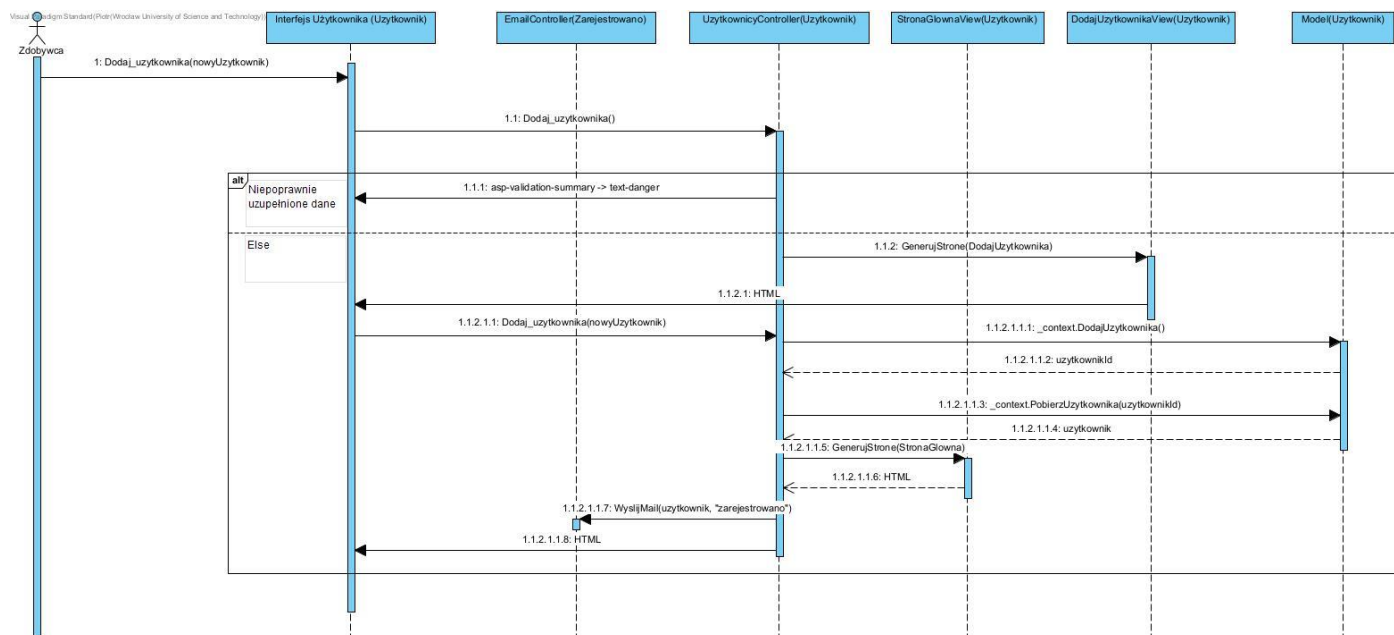 Visual Paradigm Standard(Piotr(Wrocław University of Science and Technology))
Interfejs Użytkownika (Uzytkownik)
EmailController(Zarejestrowano)
UzytkownicyController(Uzytkownik)
StronaGlownaView(Uzytkownik)
DodajUzytkownikaView(Uzytkownik)
Model(Uzytkownik)
Zdobywca
1: Dodaj_uzytkownika(nowyUzytkownik)
1.1: Dodaj_uzytkownika()
alt
Niepoprawnie
uzupełnione dane
1.1.1: asp-validation-summary -> text-danger
Else
1.1.2: GenerujStrone(DodajUzytkownika)
1.1.2.1: HTML
1.1.2.1.1: Dodaj_uzytkownika(nowyUzytkownik)
1.1.2.1.1.1: _context.DodajUzytkownika()
1.1.2.1.1.2: uzytkownikId
1.1.2.1.1.3: _context.PobierzUzytkownika(uzytkownikId)
1.1.2.1.1.4: uzytkownik
1.1.2.1.1.5: GenerujStrone(StronaGlowna)
1.1.2.1.1.6: HTML
1.1.2.1.1.7: WyslijMail(uzytkownik, "zarejestrowano")
1.1.2.1.1.8: HTML